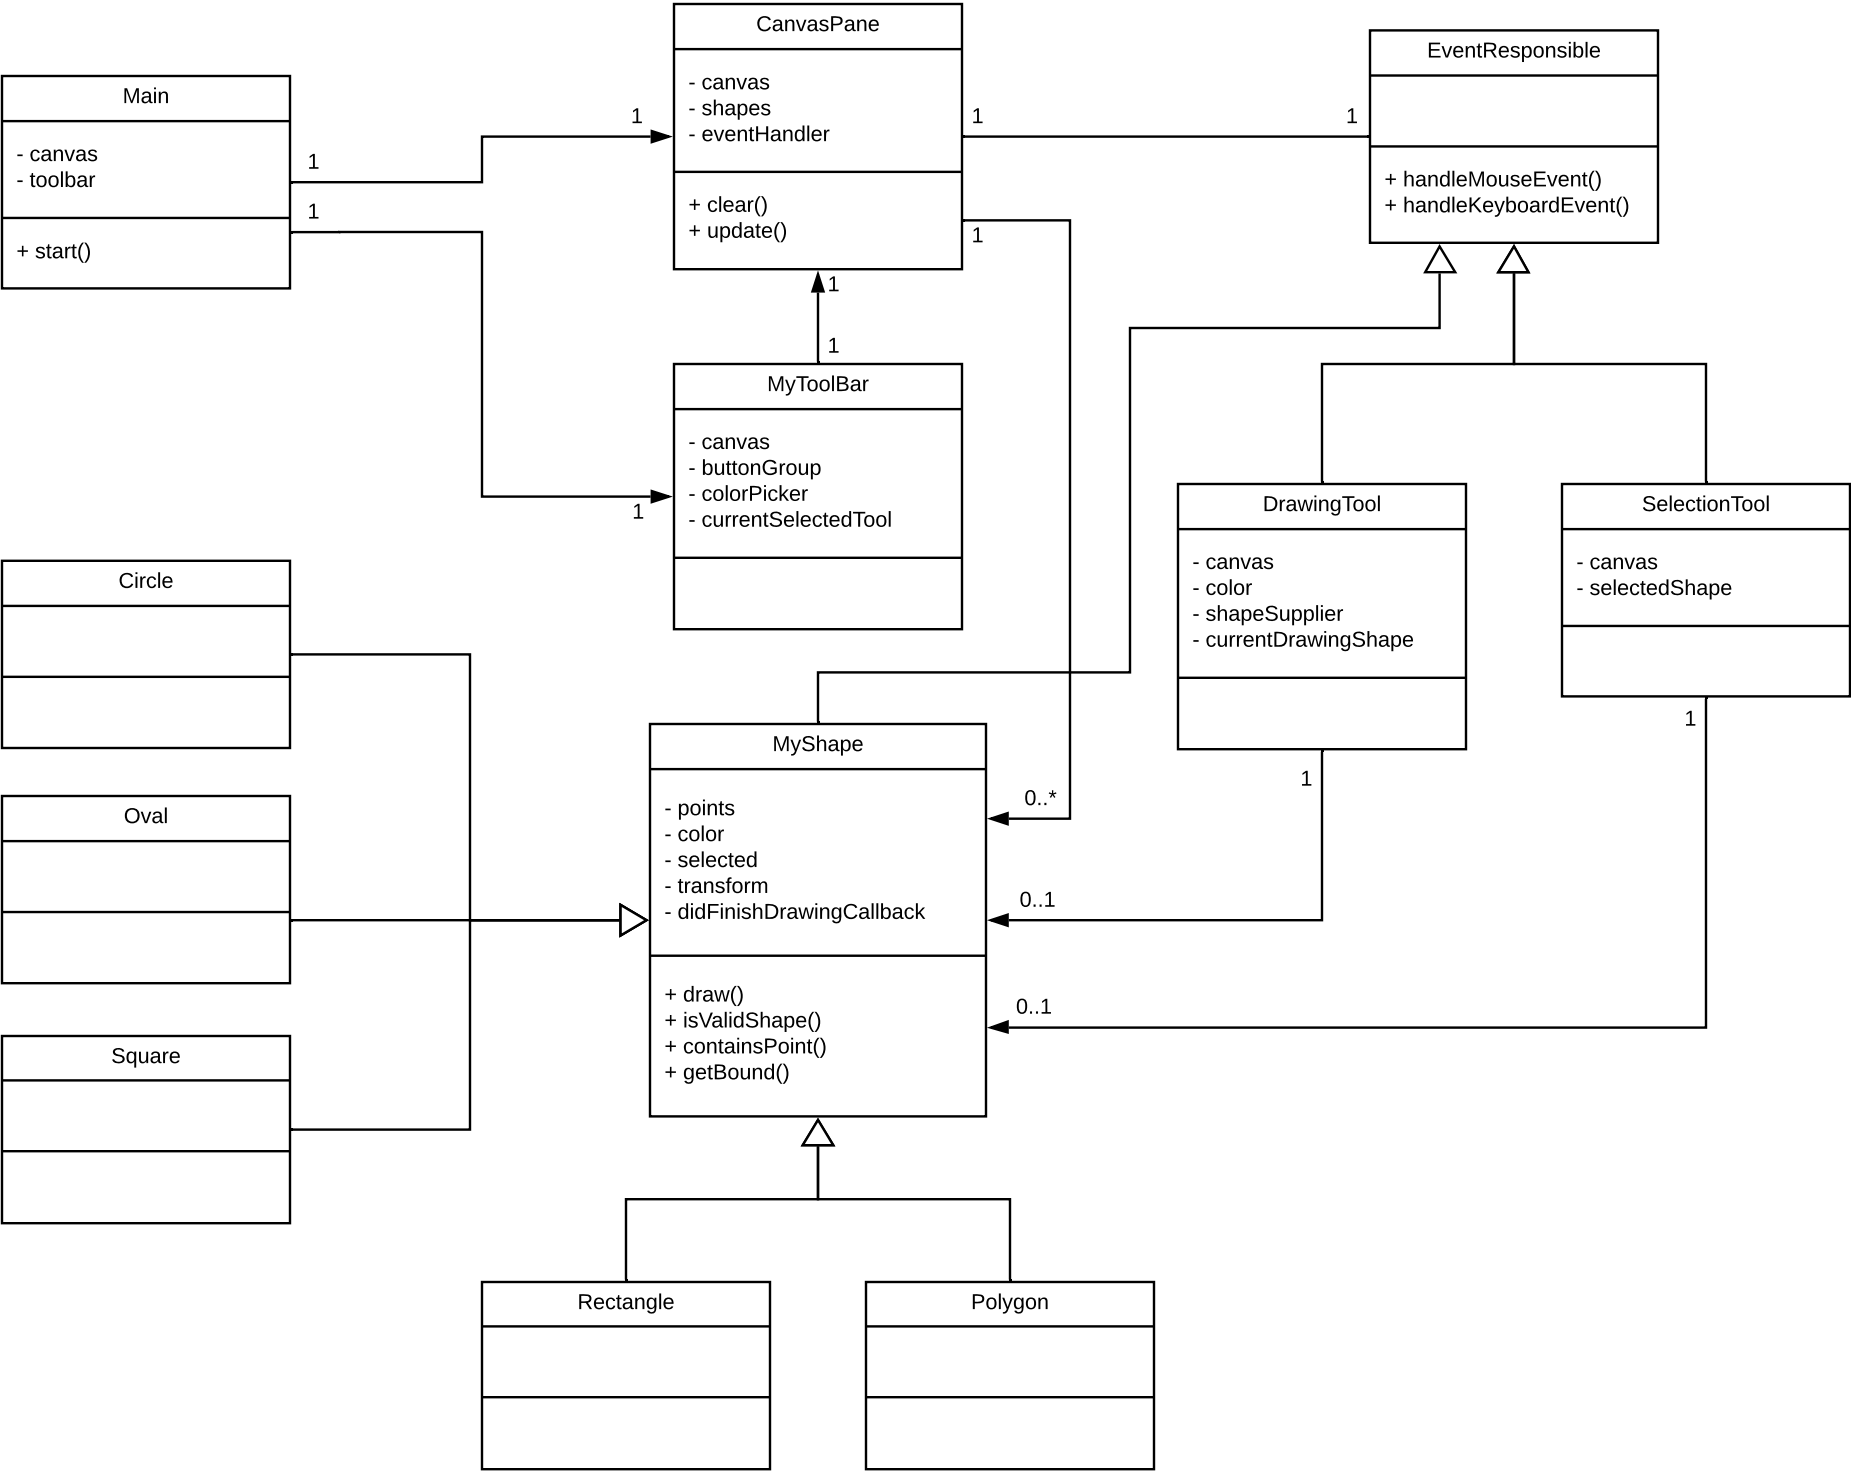 CanvasPane
- canvas
- shapes
- eventHandler
+ clear()
+ update()
EventResponsible
+ handleMouseEvent()
+ handleKeyboardEvent()
Main
- canvas
- toolbar
+ start()
1
1
1
1
1
1
1
1
1
MyToolBar
- canvas
- buttonGroup
- colorPicker
- currentSelectedTool
DrawingTool
- canvas
- color
- shapeSupplier
- currentDrawingShape
SelectionTool
- canvas
- selectedShape
Circle
Oval
Square
MyShape
- points
- color
- selected
- transform
- didFinishDrawingCallback
+ draw()
+ isValidShape()
+ containsPoint()
+ getBound()
1
1
0..*
0..1
0..1
Rectangle
Polygon